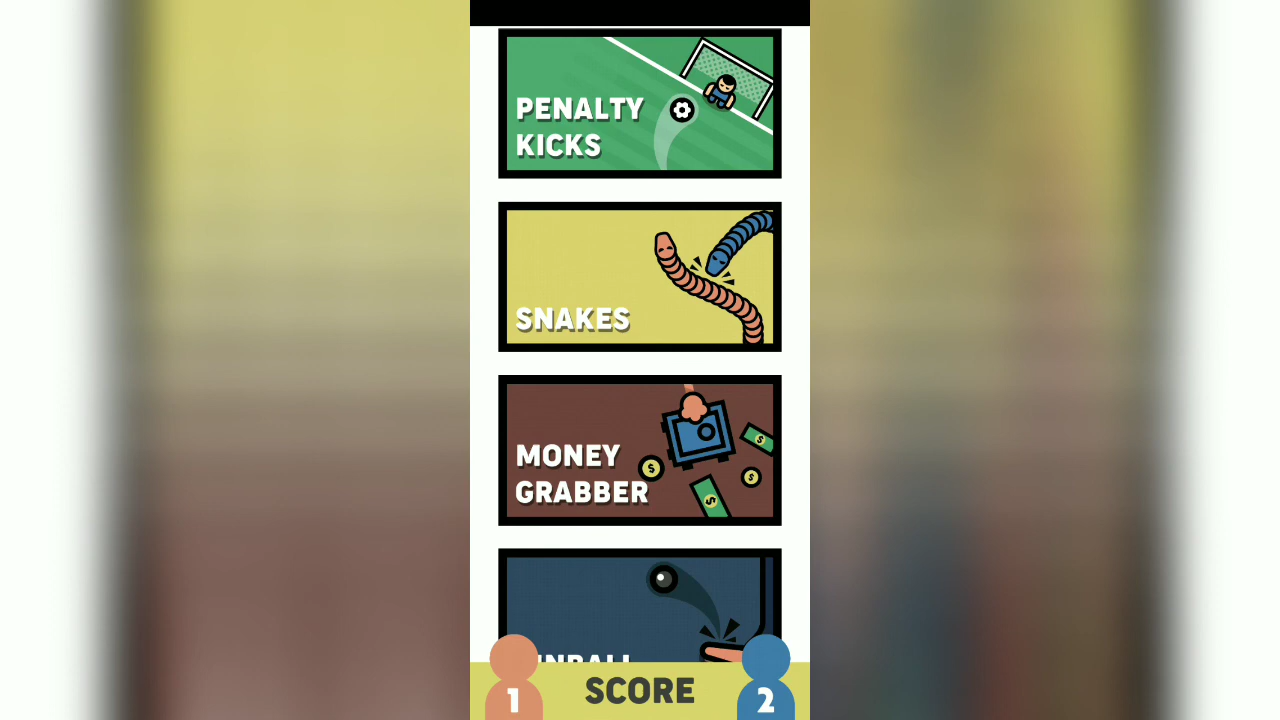 PENALTY
KICKS
SNAKES
MONEY
GRABBER
1 SCORE 2